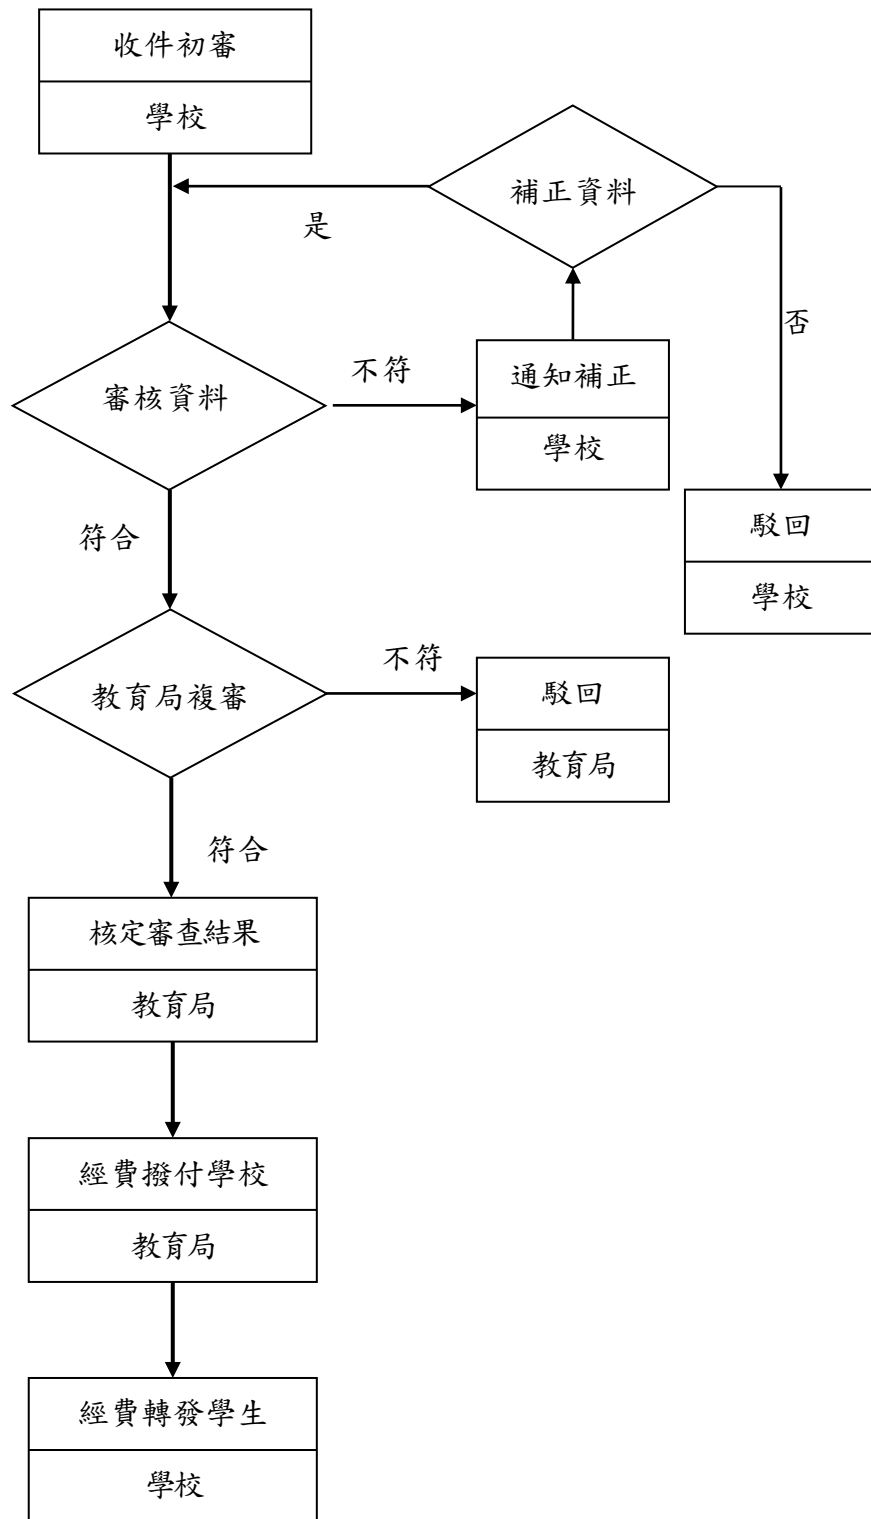 收件初審
學校
補正資料
是
否
審核資料
不符
通知補正
學校
符合
駁回
學校
教育局複審
不符
駁回
教育局
符合
核定審查結果
教育局
經費撥付學校
教育局
經費轉發學生
學校